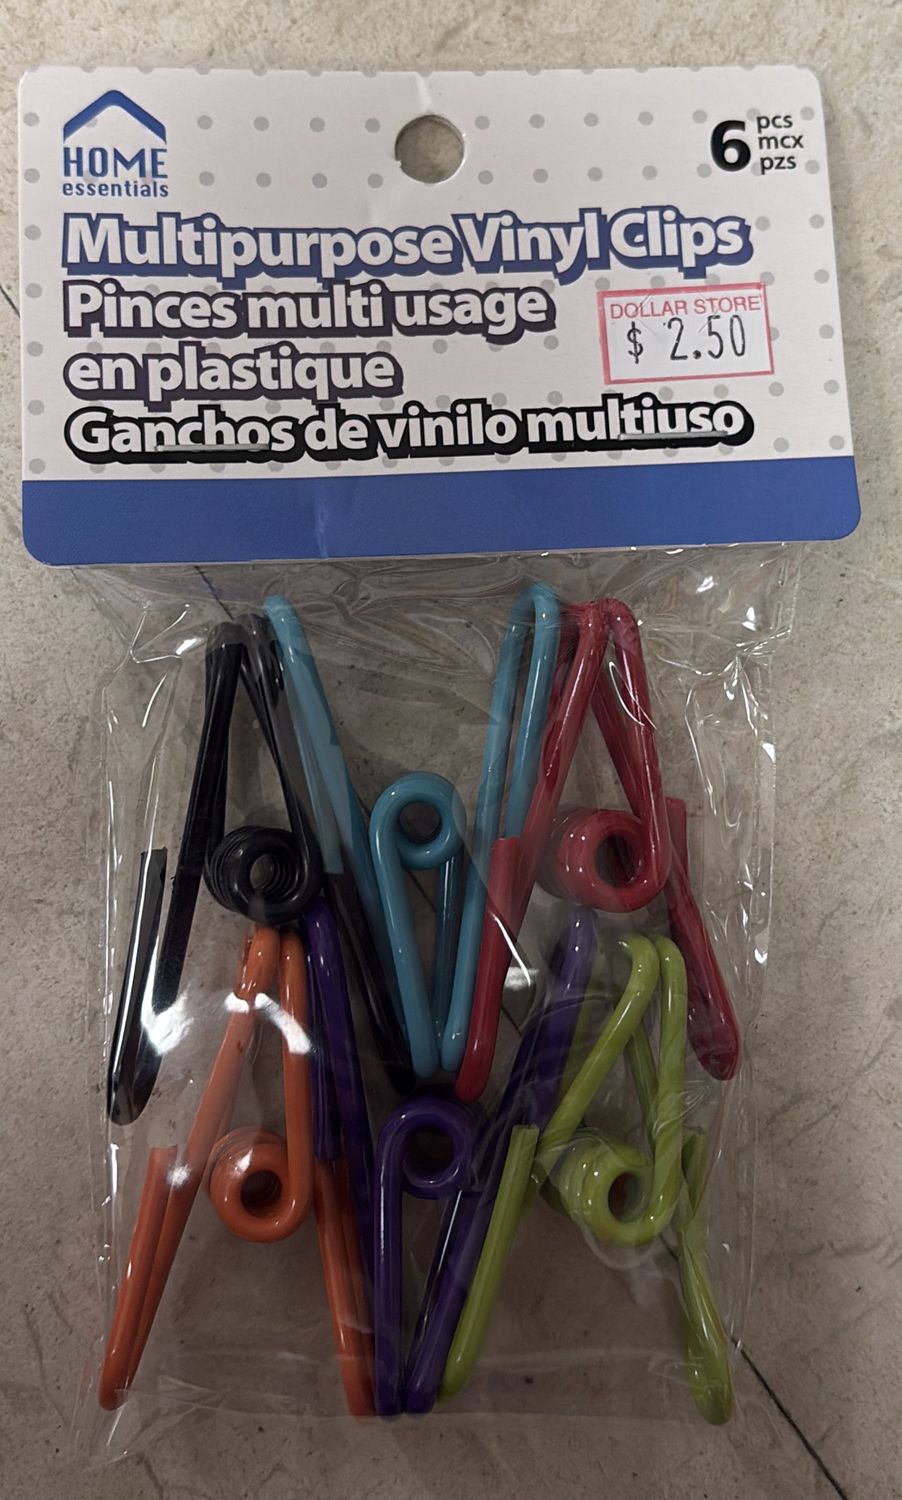 HOME
essentials
6 pcs
mcx
pzs
Multipurpose Vinyl Clips
Pinces multi usage
en plastique
DOLLAR STORE
$ 2.50
Ganchos de vinilo multiuso